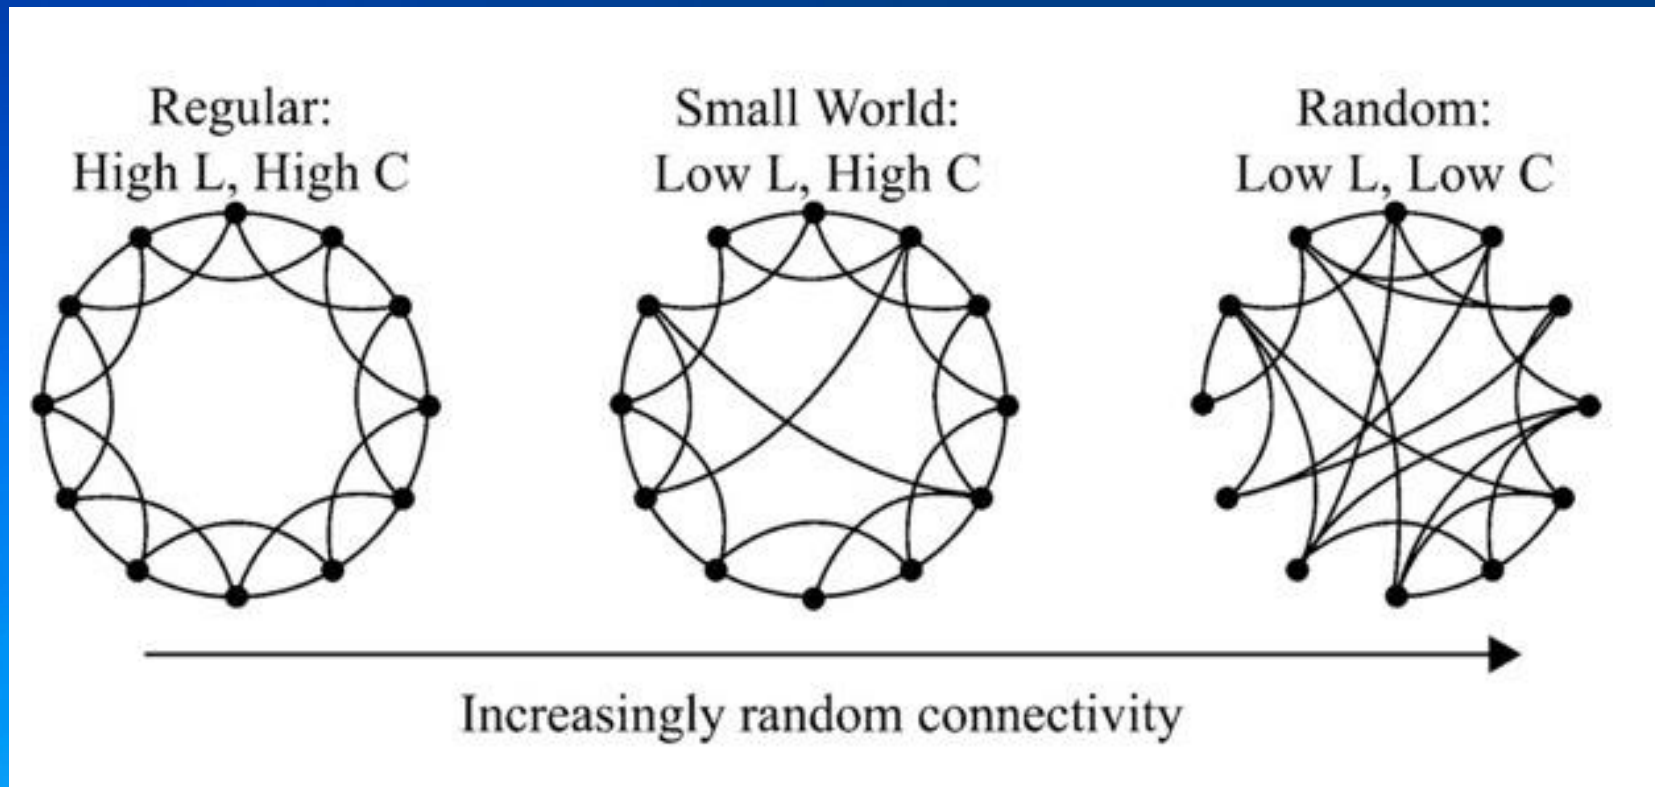 Regular:
High L, High C
Small World:
Low L, High C
Random:
Low L, Low C
Increasingly random connectivity